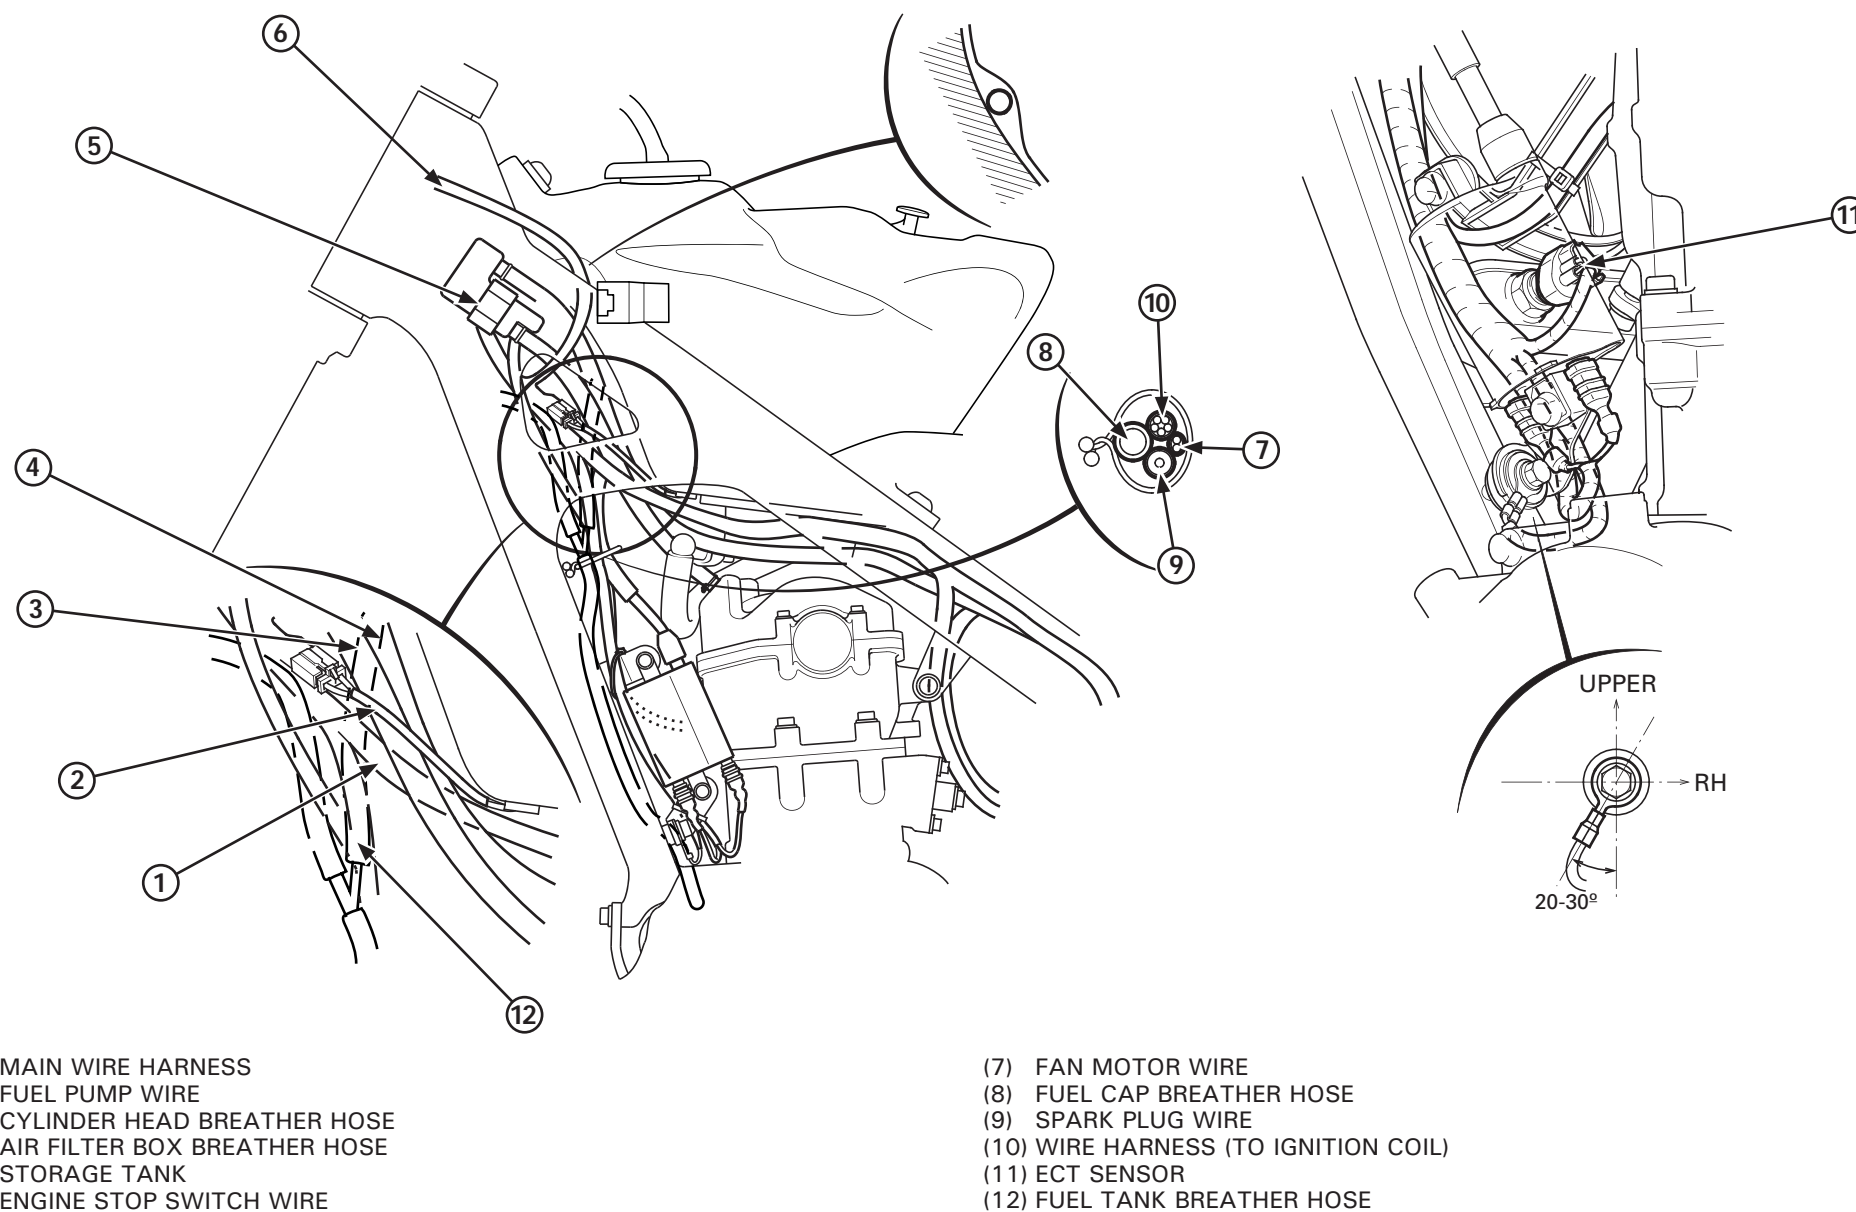 6
5
10
11
8
7
4
9
3
UPPER
2
RH
1
20-30º
12
MAIN WIRE HARNESS
FUEL PUMP WIRE
CYLINDER HEAD BREATHER HOSE
AIR FILTER BOX BREATHER HOSE
STORAGE TANK
ENGINE STOP SWITCH WIRE
(7) FAN MOTOR WIRE
(8) FUEL CAP BREATHER HOSE
(9) SPARK PLUG WIRE
(10) WIRE HARNESS (TO IGNITION COIL)
(11) ECT SENSOR
(12) FUEL TANK BREATHER HOSE